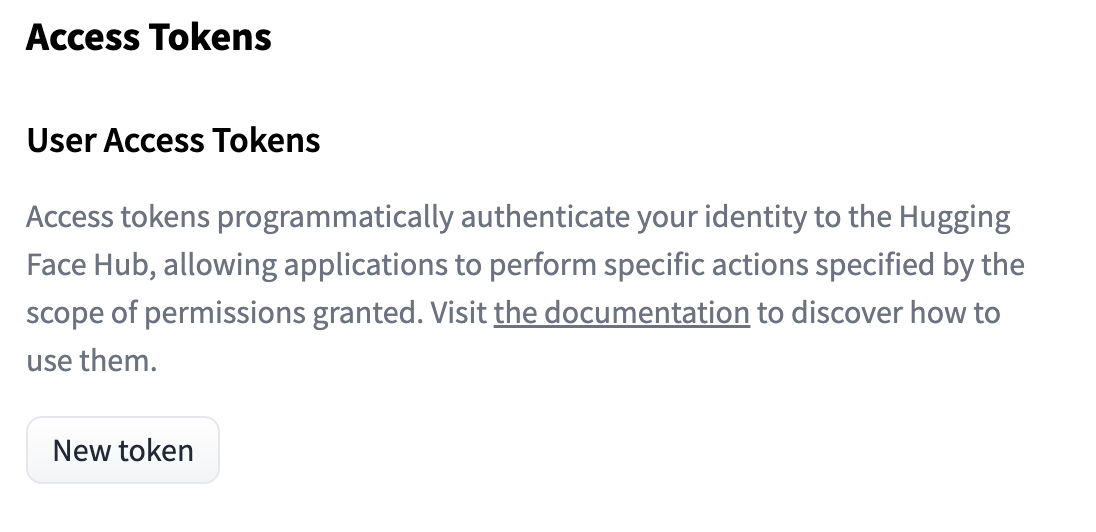 Access Tokens
User Access Tokens
Access tokens programmatically authenticate your identity to the Hugging
Face Hub, allowing applications to perform specific actions specified by the
scope of permissions granted. Visit the documentation to discover how to
use them.
New token